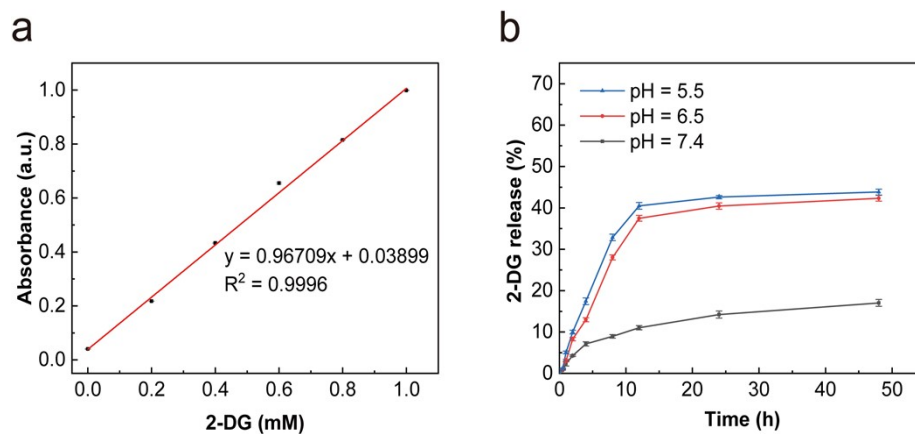 a
1.0
0.8
0.6
0.4
0.2
0.0
Absorbance (a.u.)
y = 0.96709x + 0.03899
R² = 0.9996
0.0 0.2 0.4 0.6 0.8 1.0
2-DG (mM)
b
70
60
50
40
30
20
10
0
2-DG release (%)
pH = 5.5
pH = 6.5
pH = 7.4
0 10 20 30 40 50
Time (h)